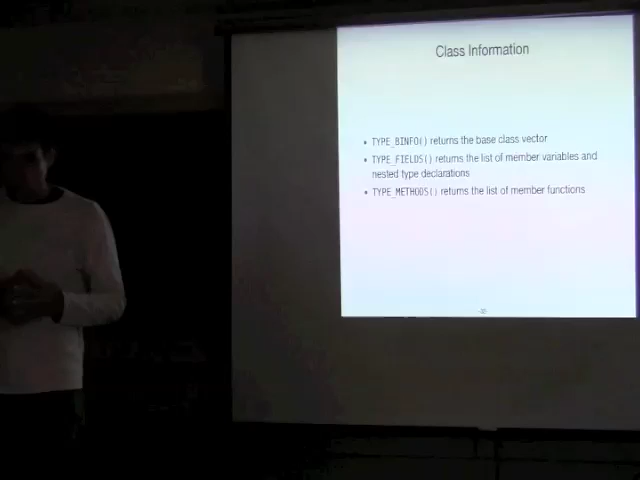 Class Information
• TYPE_BINFO() returns the base class vector
• TYPE_FIELDS() returns the list of member variables and
nested type declarations
• TYPE_METHODS() returns the list of member functions